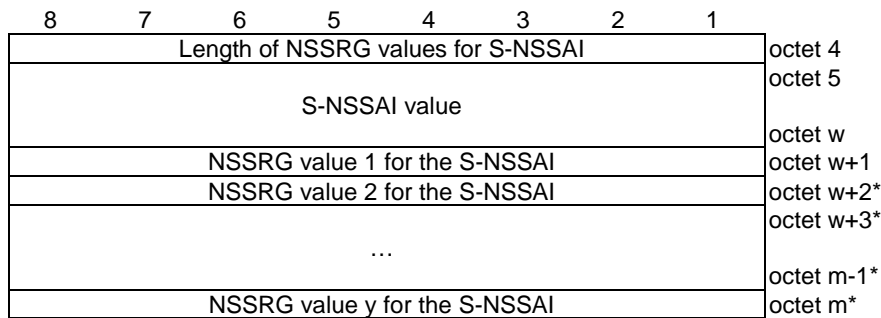 8 7 6 5 4 3 2 1
Length of NSSRG values for S-NSSAI octet 4
octet 5
S-NSSAI value
octet w
NSSRG value 1 for the S-NSSAI octet w+1
NSSRG value 2 for the S-NSSAI octet w+2*
octet w+3*
…
octet m-1*
NSSRG value y for the S-NSSAI octet m*